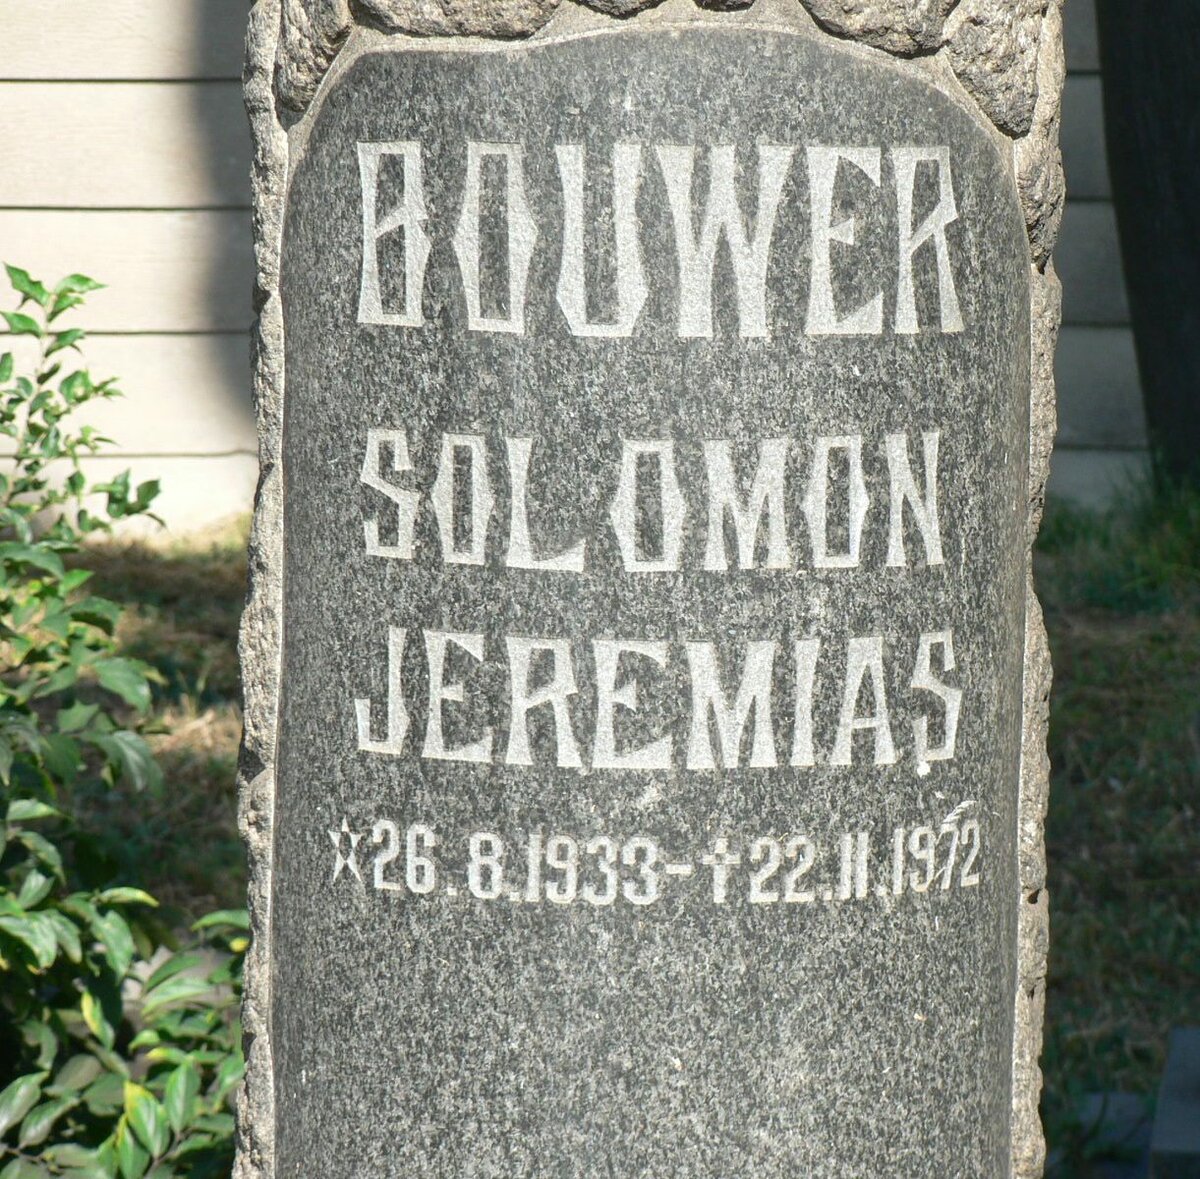 BOUWER
SOLOMON
JEREMIAS
☆26.8.1933-✝22.11.1972